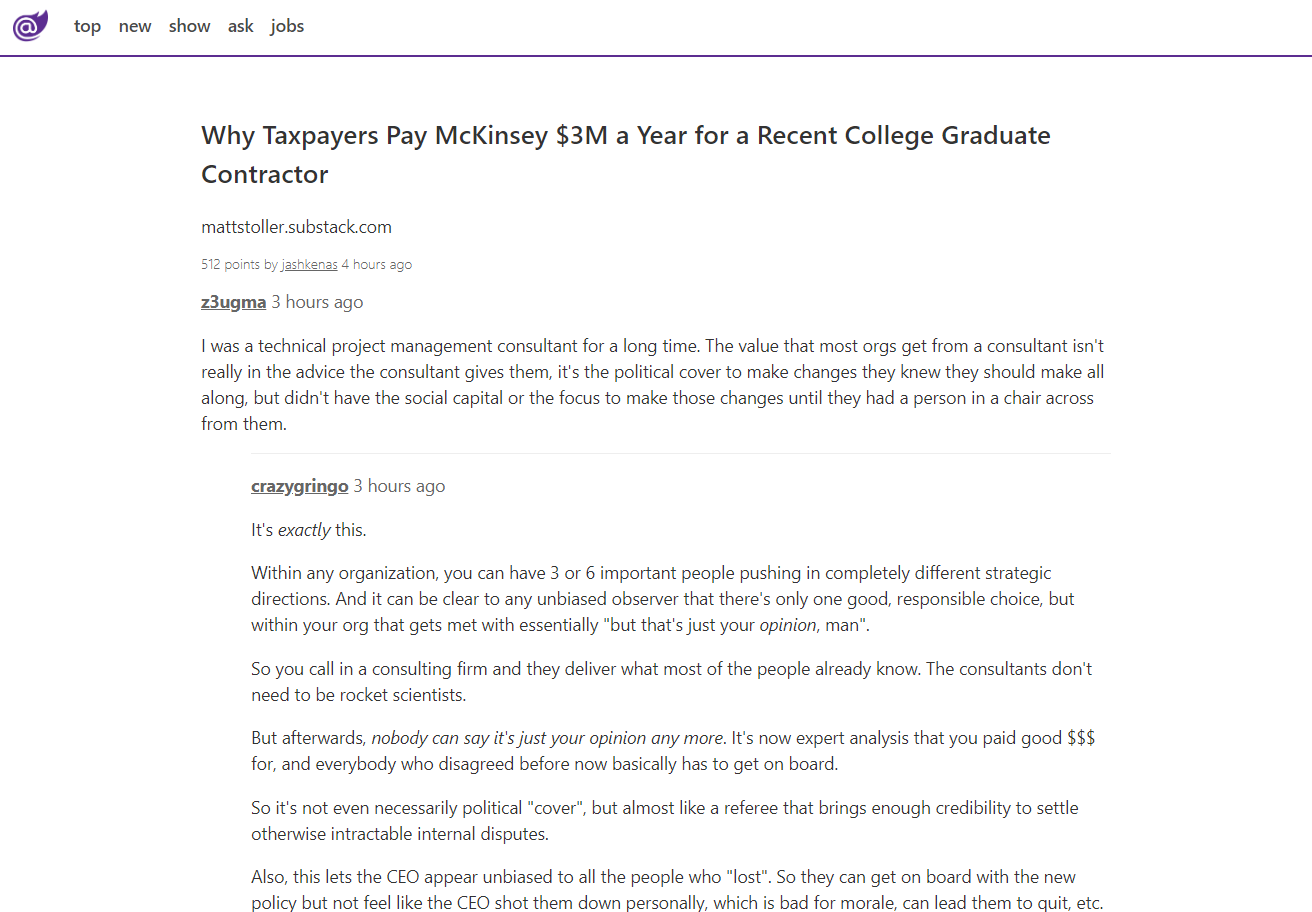 @ top new show ask jobs
Why Taxpayers Pay McKinsey $3M a Year for a Recent College Graduate
Contractor
mattstoller.substack.com
512 points by jashkenas 4 hours ago
z3ugma 3 hours ago
I was a technical project management consultant for a long time. The value that most orgs get from a consultant isn't
really in the advice the consultant gives them, it's the political cover to make changes they knew they should make all
along, but didn't have the social capital or the focus to make those changes until they had a person in a chair across
from them.
crazygringo 3 hours ago
It's exactly this.
Within any organization, you can have 3 or 6 important people pushing in completely different strategic
directions. And it can be clear to any unbiased observer that there's only one good, responsible choice, but
within your org that gets met with essentially "but that's just your opinion, man".
So you call in a consulting firm and they deliver what most of the people already know. The consultants don't
need to be rocket scientists.
But afterwards, nobody can say it's just your opinion any more. It's now expert analysis that you paid good $$$
for, and everybody who disagreed before now basically has to get on board.
So it's not even necessarily political "cover", but almost like a referee that brings enough credibility to settle
otherwise intractable internal disputes.
Also, this lets the CEO appear unbiased to all the people who "lost". So they can get on board with the new
policy but not feel like the CEO shot them down personally, which is bad for morale, can lead them to quit, etc.